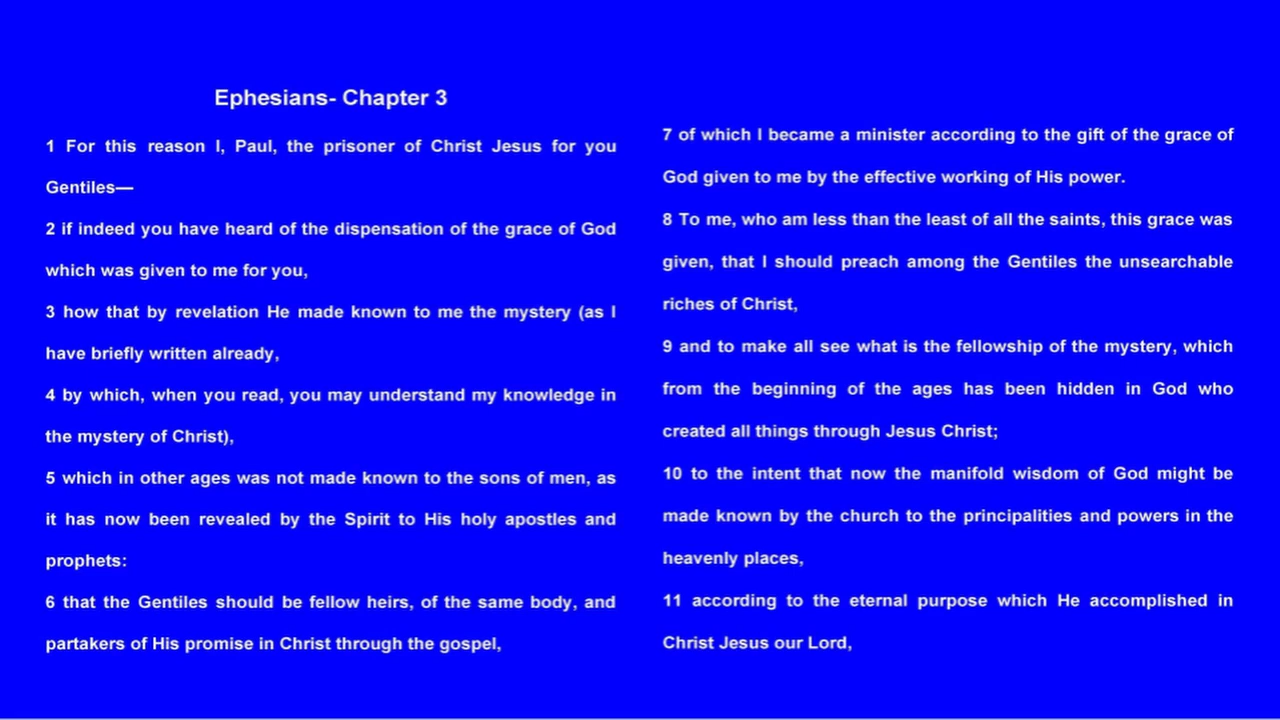 Ephesians- Chapter 3
1 For this reason I, Paul, the prisoner of Christ Jesus for you
Gentiles—
2 if indeed you have heard of the dispensation of the grace of God
which was given to me for you,
3 how that by revelation He made known to me the mystery (as I
have briefly written already,
4 by which, when you read, you may understand my knowledge in
the mystery of Christ),
5 which in other ages was not made known to the sons of men, as
it has now been revealed by the Spirit to His holy apostles and
prophets:
6 that the Gentiles should be fellow heirs, of the same body, and
partakers of His promise in Christ through the gospel,
7 of which I became a minister according to the gift of the grace of
God given to me by the effective working of His power.
8 To me, who am less than the least of all the saints, this grace was
given, that I should preach among the Gentiles the unsearchable
riches of Christ,
9 and to make all see what is the fellowship of the mystery, which
from the beginning of the ages has been hidden in God who
created all things through Jesus Christ;
10 to the intent that now the manifold wisdom of God might be
made known by the church to the principalities and powers in the
heavenly places,
11 according to the eternal purpose which He accomplished in
Christ Jesus our Lord,